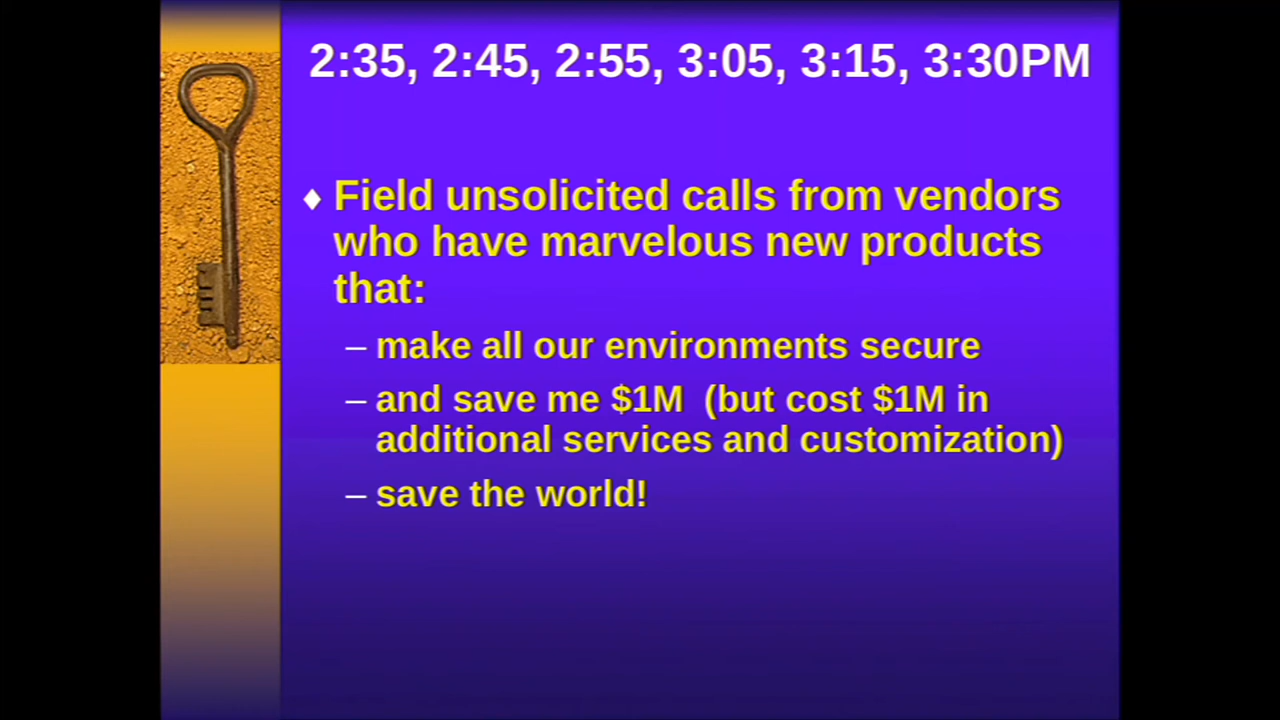 2:35, 2:45, 2:55, 3:05, 3:15, 3:30PM
♦ Field unsolicited calls from vendors
who have marvelous new products
that:
– make all our environments secure
– and save me $1M (but cost $1M in
additional services and customization)
– save the world!